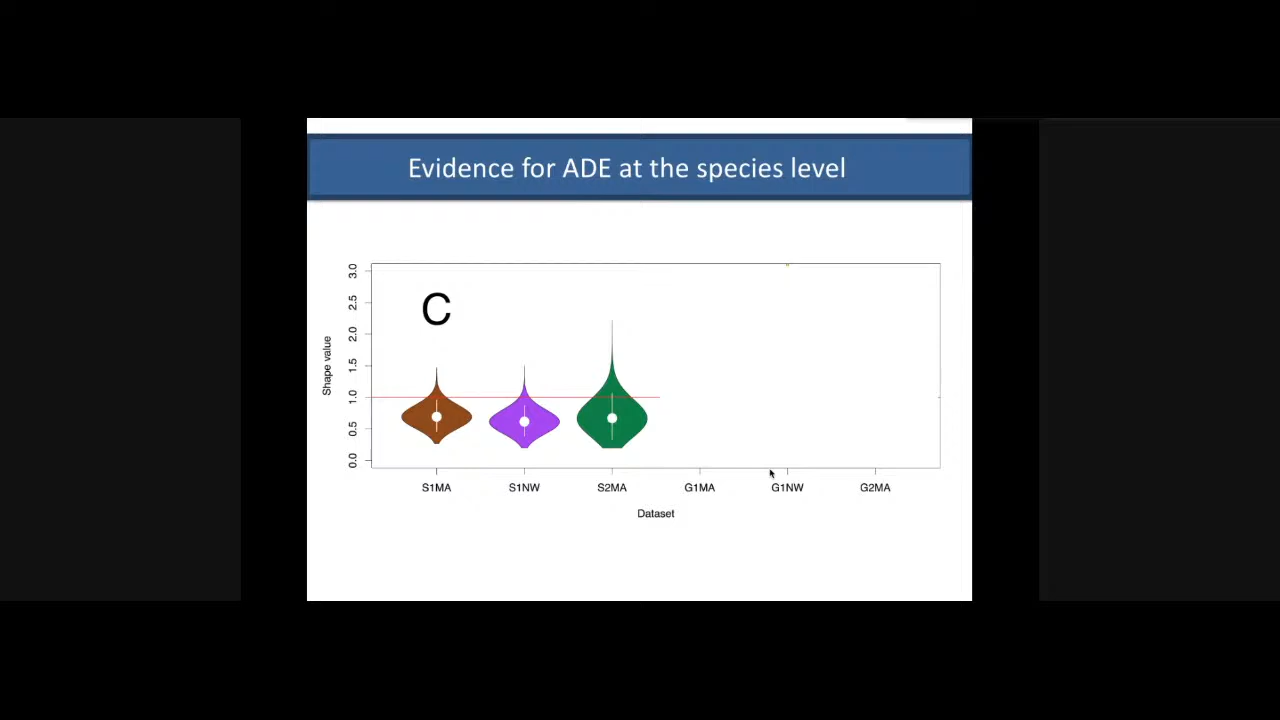 Evidence for ADE at the species level
C
Shape value
3.0
2.5
2.0
1.5
1.0
0.5
0.0
S1MA S1NW S2MA G1MA G1NW G2MA
Dataset